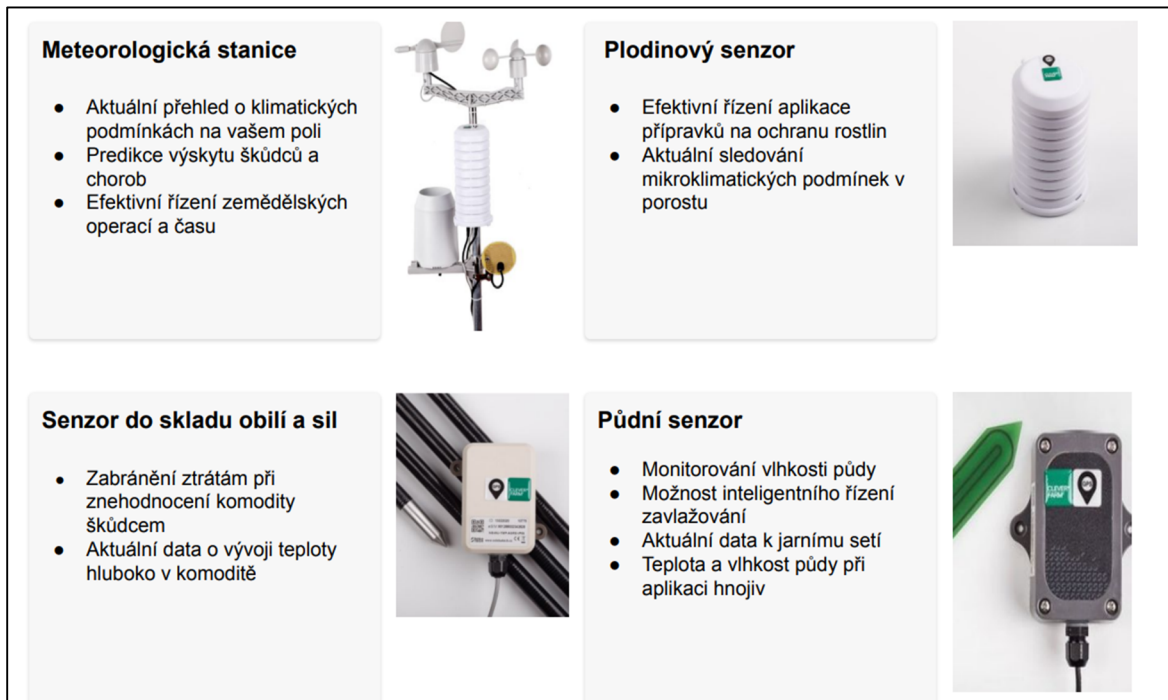 Meteorologická stanice
● Aktuální přehled o klimatických
podmínkách na vašem poli
● Predikce výskytu škůdců a
chorob
● Efektivní řízení zemědělských
operací a času
Plodinový senzor
● Efektivní řízení aplikace
přípravků na ochranu rostlin
● Aktuální sledování
mikroklimatických podmínek v
porostu
Senzor do skladu obilí a sil
● Zabránění ztrátám při
znehodnocení komodity
škůdcem
● Aktuální data o vývoji teploty
hluboko v komoditě
CLEVER
FARM
Půdní senzor
● Monitorování vlhkosti půdy
● Možnost inteligentního řízení
zavlažování
● Aktuální data k jarnímu setí
● Teplota a vlhkost půdy při
aplikaci hnojiv
CLEVER
FARM